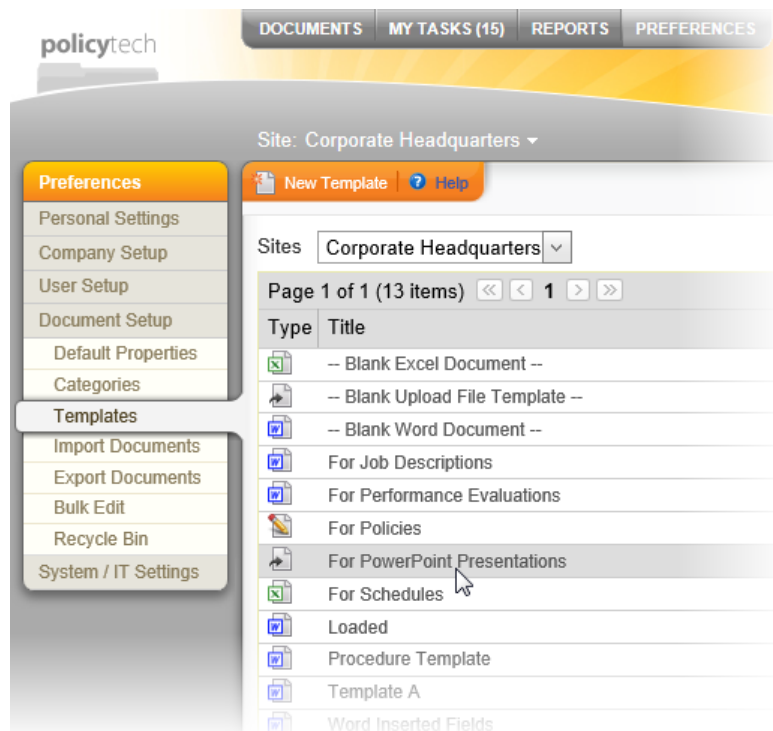 policytech
DOCUMENTS MY TASKS (15) REPORTS PREFERENCES
Site: Corporate Headquarters
Preferences
Personal Settings
Company Setup
User Setup
Document Setup
Default Properties
Categories
Templates
Import Documents
Export Documents
Bulk Edit
Recycle Bin
System / IT Settings
New Template Help
Sites Corporate Headquarters
Page 1 of 1 (13 items) 1
Type Title
-- Blank Excel Document --
-- Blank Upload File Template --
-- Blank Word Document --
For Job Descriptions
For Performance Evaluations
For Policies
For PowerPoint Presentations
For Schedules
Loaded
Procedure Template
Template A
Word Inserted Fields